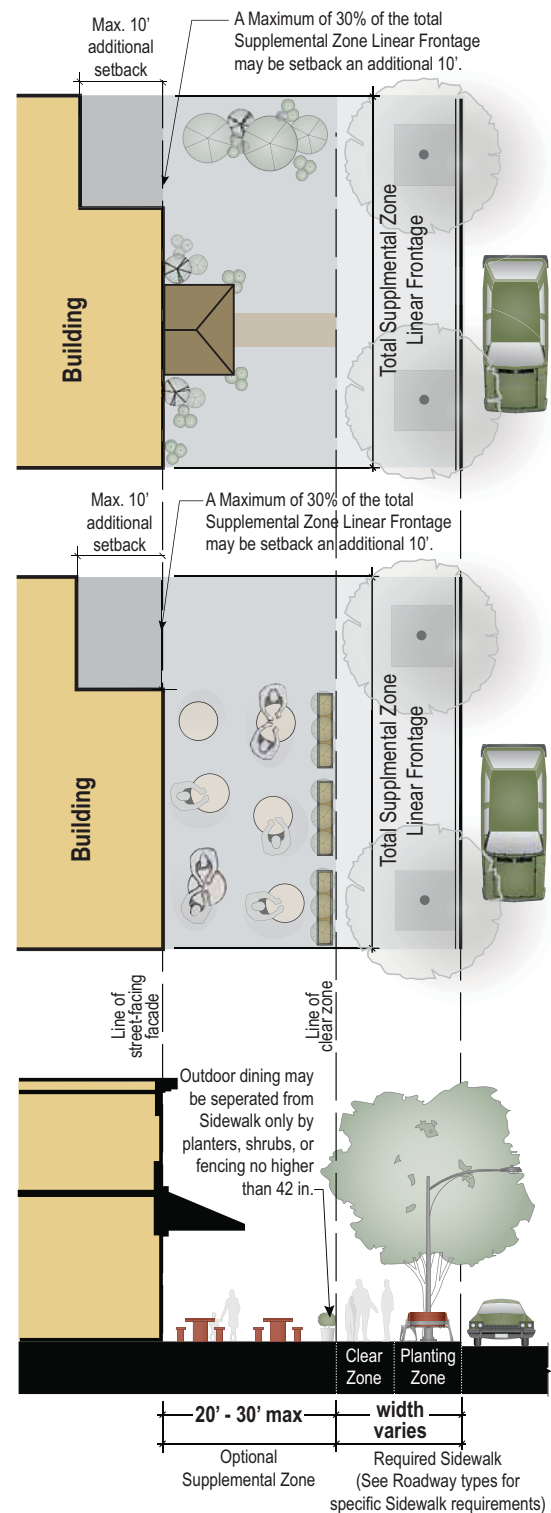 Max. 10'
additional
setback
A Maximum of 30% of the total
Supplemental Zone Linear Frontage
may be setback an additional 10'.
Building
Total Supplmental Zone
Linear Frontage
Max. 10'
additional
setback
A Maximum of 30% of the total
Supplemental Zone Linear Frontage
may be setback an additional 10'.
Building
Total Supplmental Zone
Linear Frontage
Line of
street-facing
facade
Line of
clear zone
Outdoor dining may
be seperated from
Sidewalk only by
planters, shrubs, or
fencing no higher
than 42 in.
Clear
Zone
Planting
Zone
20' - 30' max
width
varies
Optional
Supplemental Zone
Required Sidewalk
(See Roadway types for
specific Sidewalk requirements)